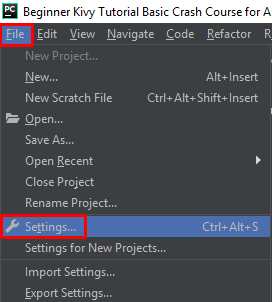 PC Beginner Kivy Tutorial Basic Crash Course for A
File Edit View Navigate Code Refactor
New Project...
New... Alt+Insert
New Scratch File Ctrl+Alt+Shift+Insert
Open...
Save As...
Open Recent
Close Project
Rename Project...
Settings... Ctrl+Alt+S
Settings for New Projects...
Import Settings...
Export Settings...